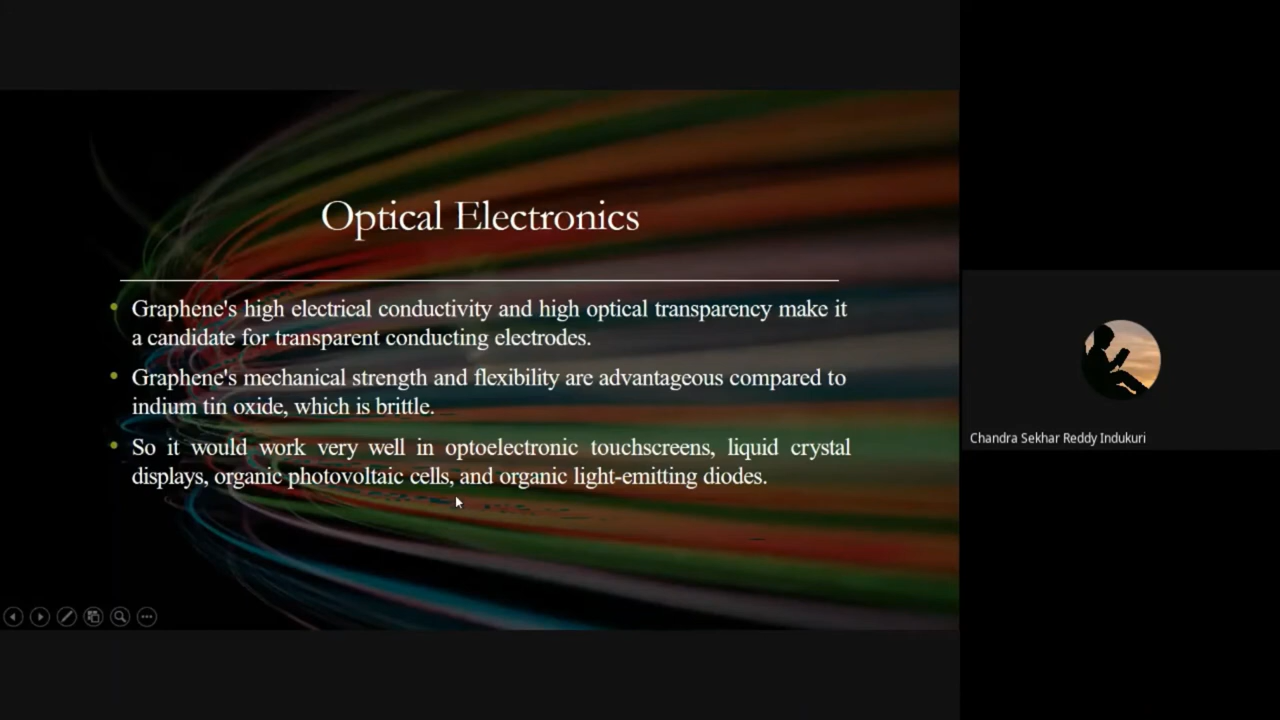 Optical Electronics
Graphene's high electrical conductivity and high optical transparency make it
a candidate for transparent conducting electrodes.
Graphene's mechanical strength and flexibility are advantageous compared to
indium tin oxide, which is brittle.
So it would work very well in optoelectronic touchscreens, liquid crystal
displays, organic photovoltaic cells, and organic light-emitting diodes.
Chandra Sekhar Reddy Indukuri